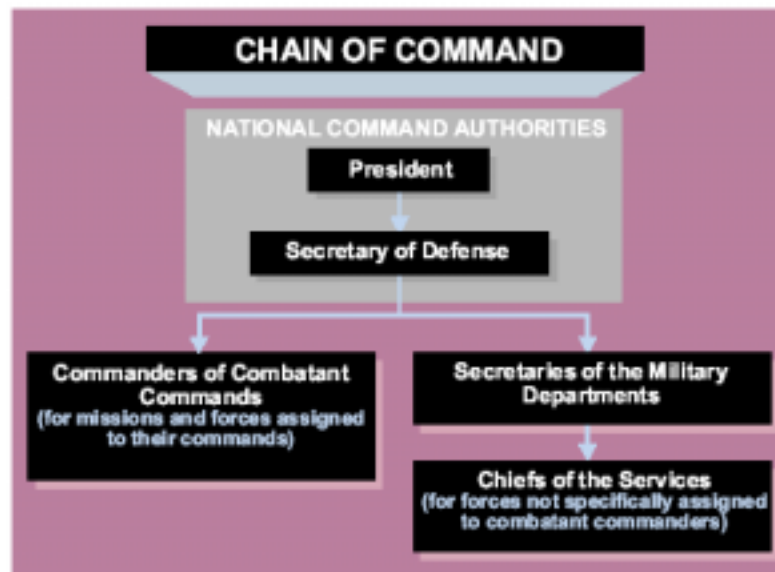 CHAIN OF COMMAND
NATIONAL COMMAND AUTHORITIES
President
Secretary of Defense
Commanders of Combatant
Commands
(for missions and forces assigned
to their commands)
Secretaries of the Military
Departments
Chiefs of the Services
(for forces not specifically assigned
to combatant commanders)